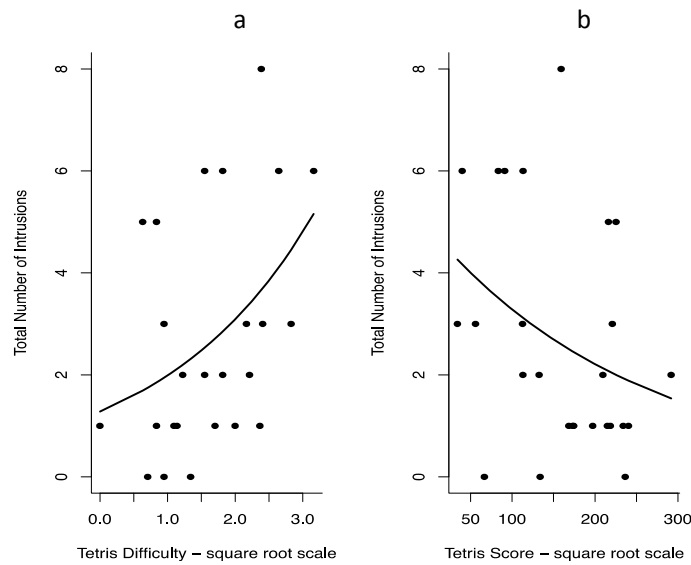 a
b
Total Number of Intrusions
8
6
4
2
0
0.0 1.0 2.0 3.0
Tetris Difficulty – square root scale
Total Number of Intrusions
8
6
4
2
0
50 100 200 300
Tetris Score – square root scale